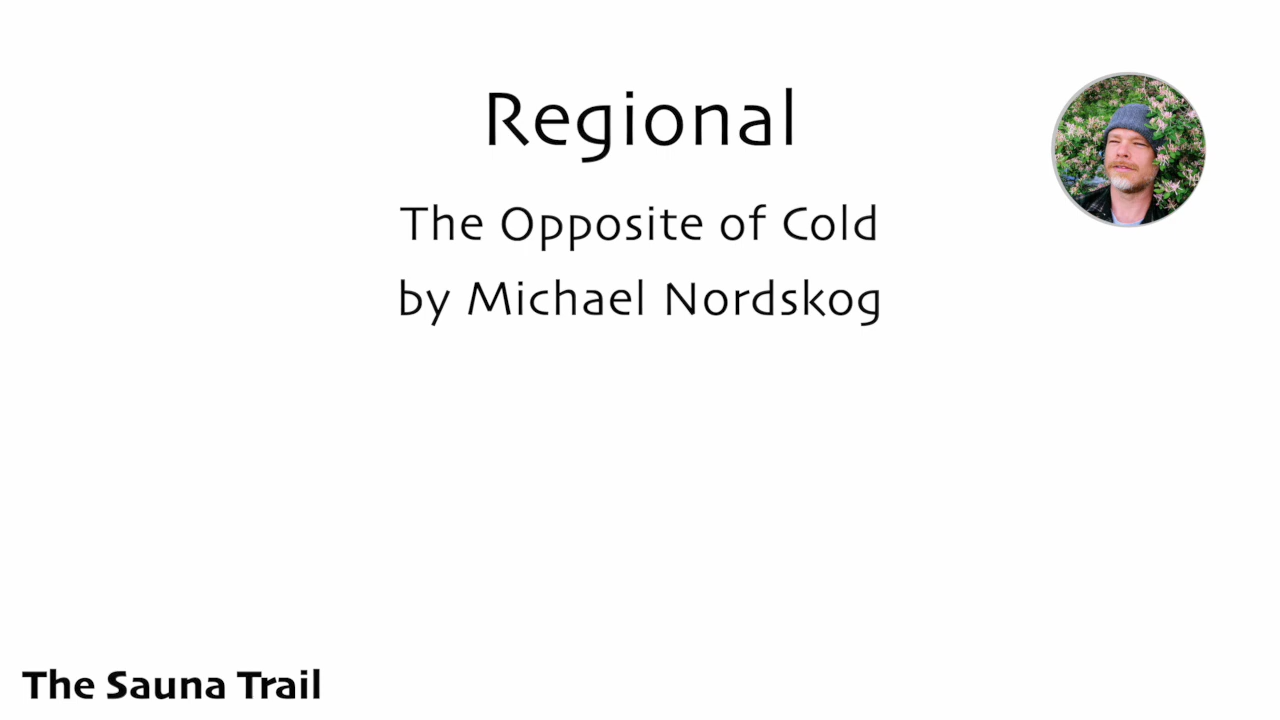 Regional
The Opposite of Cold
by Michael Nordskog
The Sauna Trail